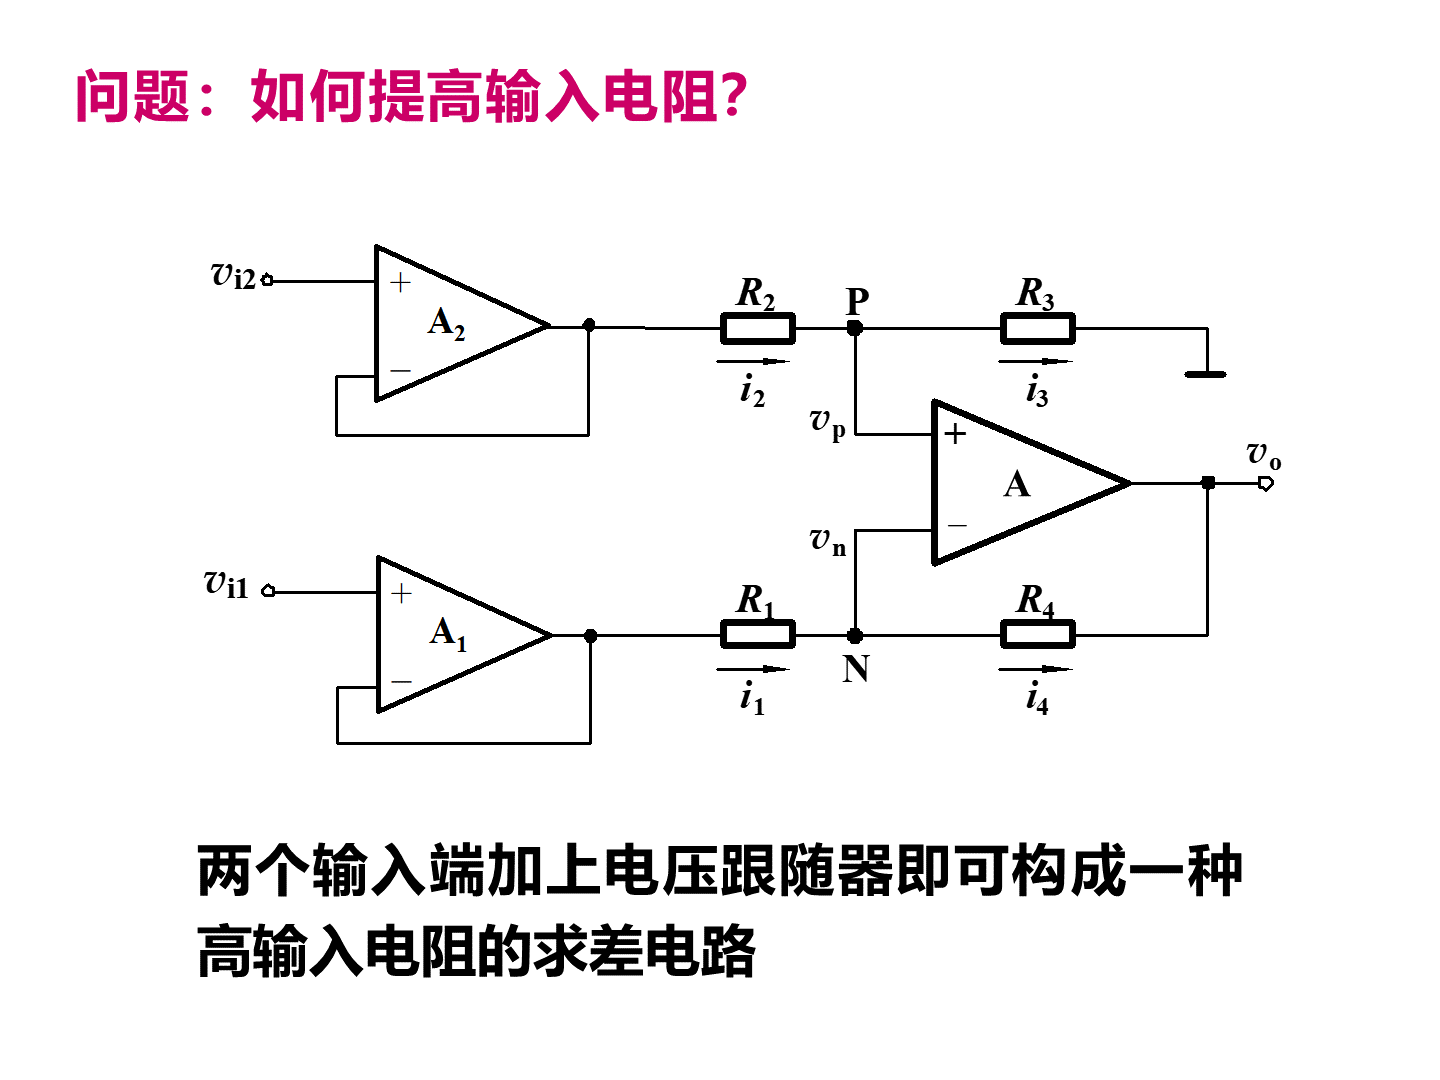 问题：如何提高输入电阻？
vi2
+
A2
−
R2
P
R3
i2
i3
vp
+
A
−
vo
vn
vi1
+
A1
−
R1
N
R4
i1
i4
两个输入端加上电压跟随器即可构成一种
高输入电阻的求差电路